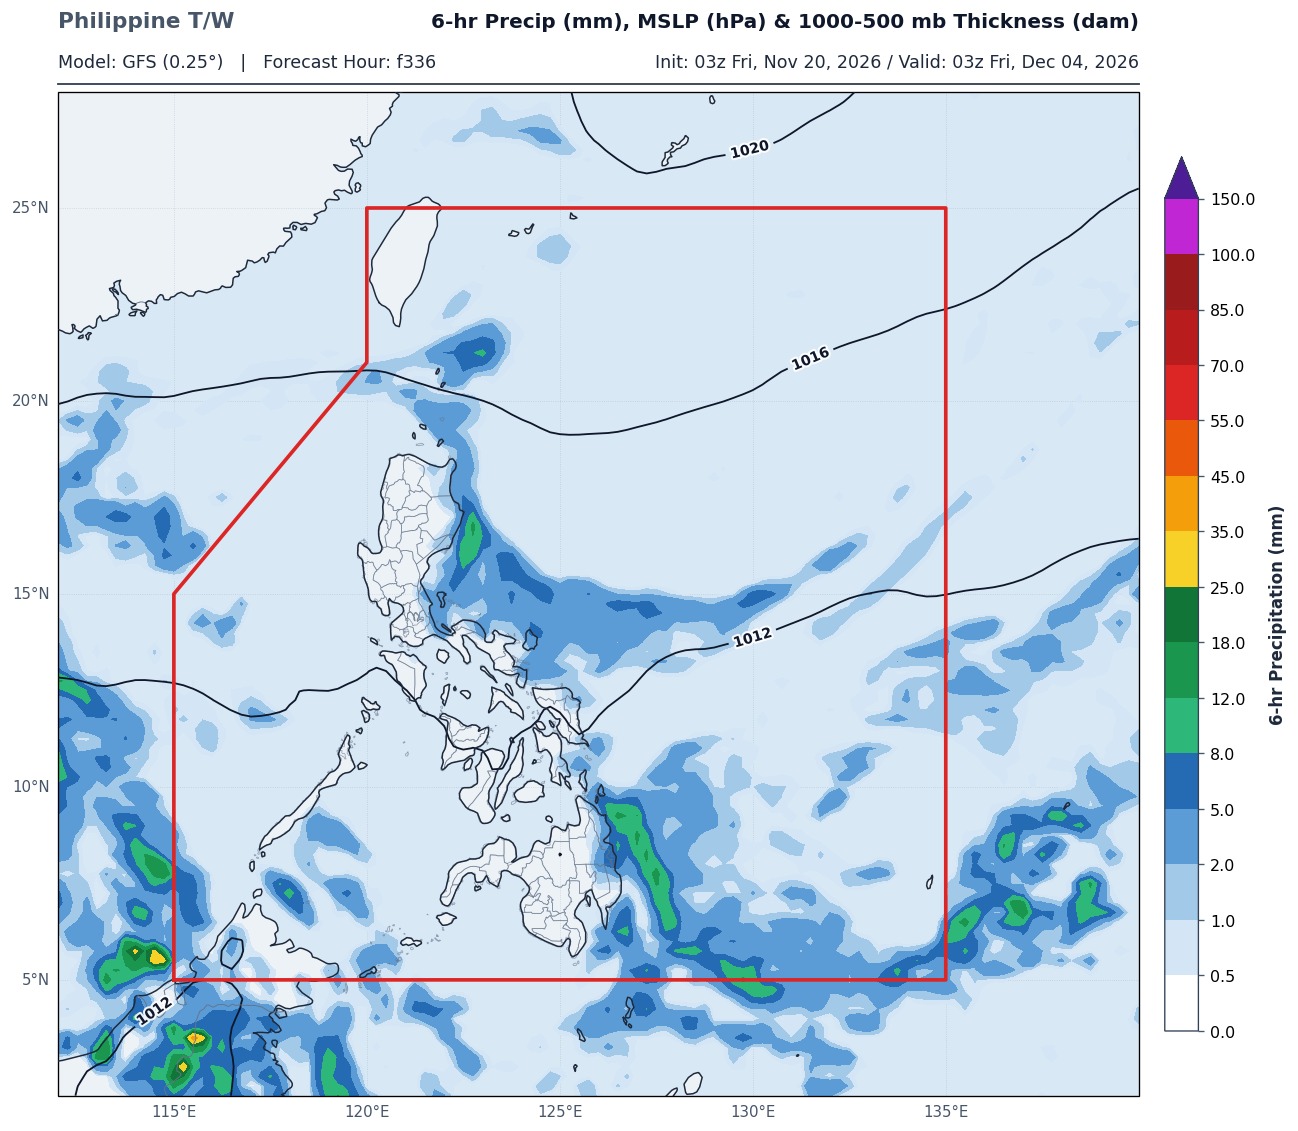 Philippine T/W
6-hr Precip (mm), MSLP (hPa) & 1000-500 mb Thickness (dam)
Model: GFS (0.25°) | Forecast Hour: f336
Init: 03z Fri, Nov 20, 2026 / Valid: 03z Fri, Dec 04, 2026
1020
1016
1012
1012
25°N
20°N
15°N
10°N
5°N
115°E
120°E
125°E
130°E
135°E
150.0
100.0
85.0
70.0
55.0
45.0
35.0
25.0
18.0
12.0
8.0
5.0
2.0
1.0
0.5
0.0
6-hr Precipitation (mm)